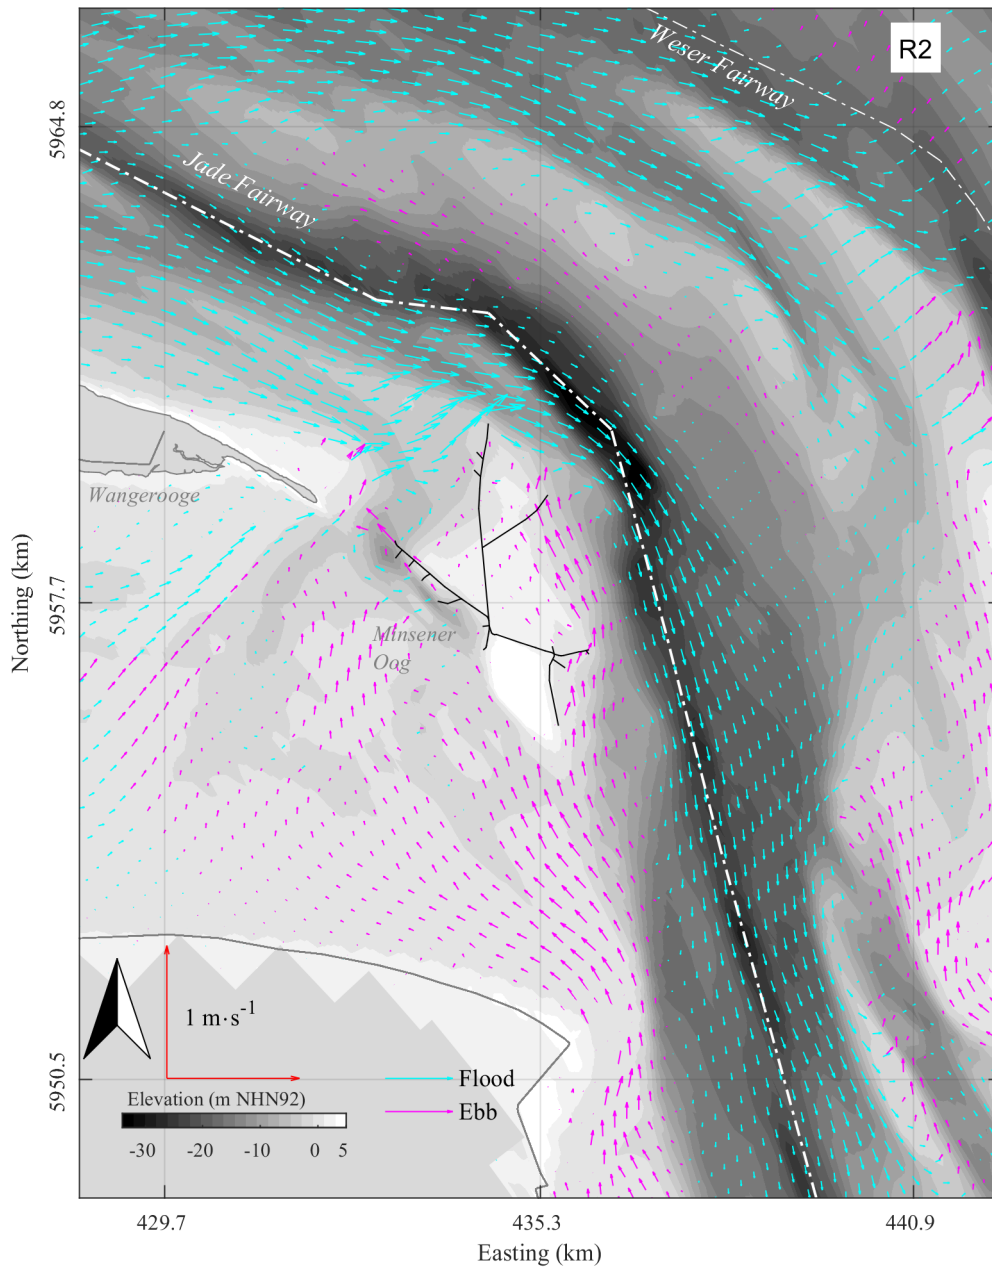 R2
Weser Fairway
5964.8
Jade Fairway
Wangerooge
5957.7
Minsener
Oog
Northing (km)
1 m·s⁻¹
Flood
Ebb
5950.5
Elevation (m NHN92)
-30 -20 -10 0 5
429.7 435.3 440.9
Easting (km)